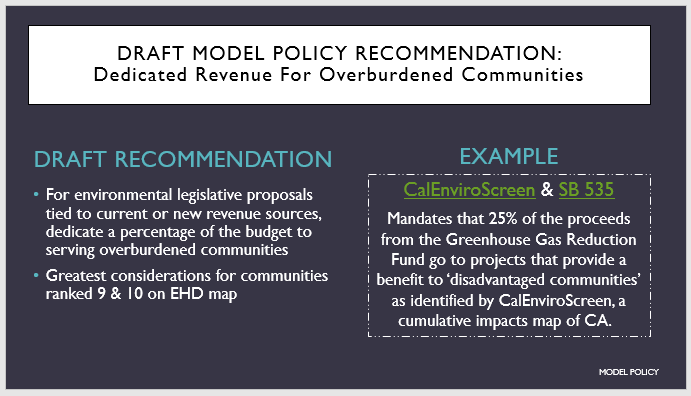 DRAFT MODEL POLICY RECOMMENDATION:
Dedicated Revenue For Overburdened Communities
DRAFT RECOMMENDATION
• For environmental legislative proposals
tied to current or new revenue sources,
dedicate a percentage of the budget to
serving overburdened communities
• Greatest considerations for communities
ranked 9 & 10 on EHD map
EXAMPLE
CalEnviroScreen & SB 535
Mandates that 25% of the proceeds
from the Greenhouse Gas Reduction
Fund go to projects that provide a
benefit to ‘disadvantaged communities’
as identified by CalEnviroScreen, a
cumulative impacts map of CA.
MODEL POLICY